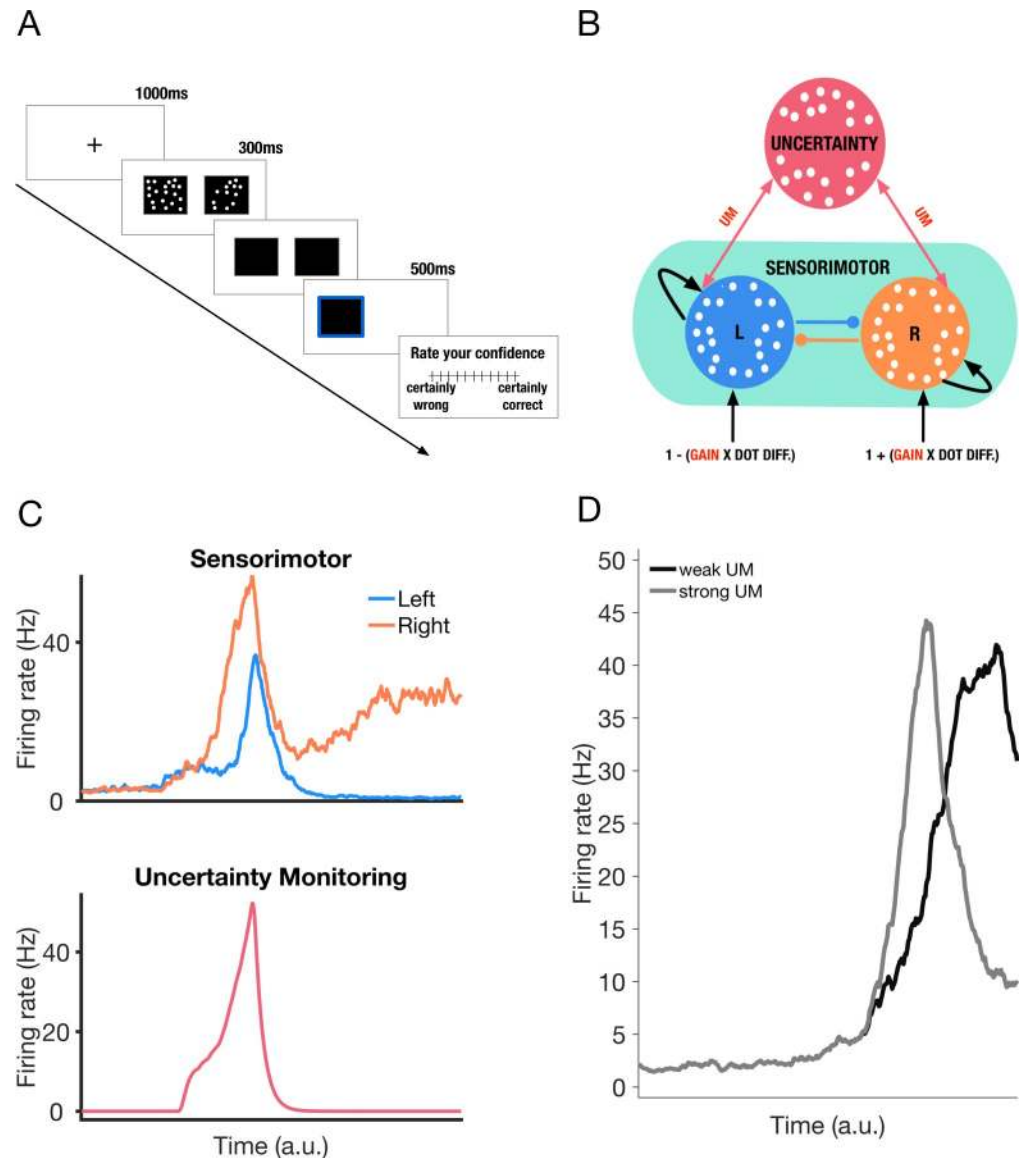 A
1000ms
300ms
500ms
Rate your confidence
certainly wrong
certainly correct
B
UNCERTAINTY
UM
UM
SENSORIMOTOR
L
R
1 - (GAIN X DOT DIFF.)
1 + (GAIN X DOT DIFF.)
C
Sensorimotor
Left
Right
Firing rate (Hz)
40
0
Uncertainty Monitoring
Firing rate (Hz)
40
20
0
Time (a.u.)
D
weak UM
strong UM
Firing rate (Hz)
50
45
40
35
30
25
20
15
10
5
0
Time (a.u.)